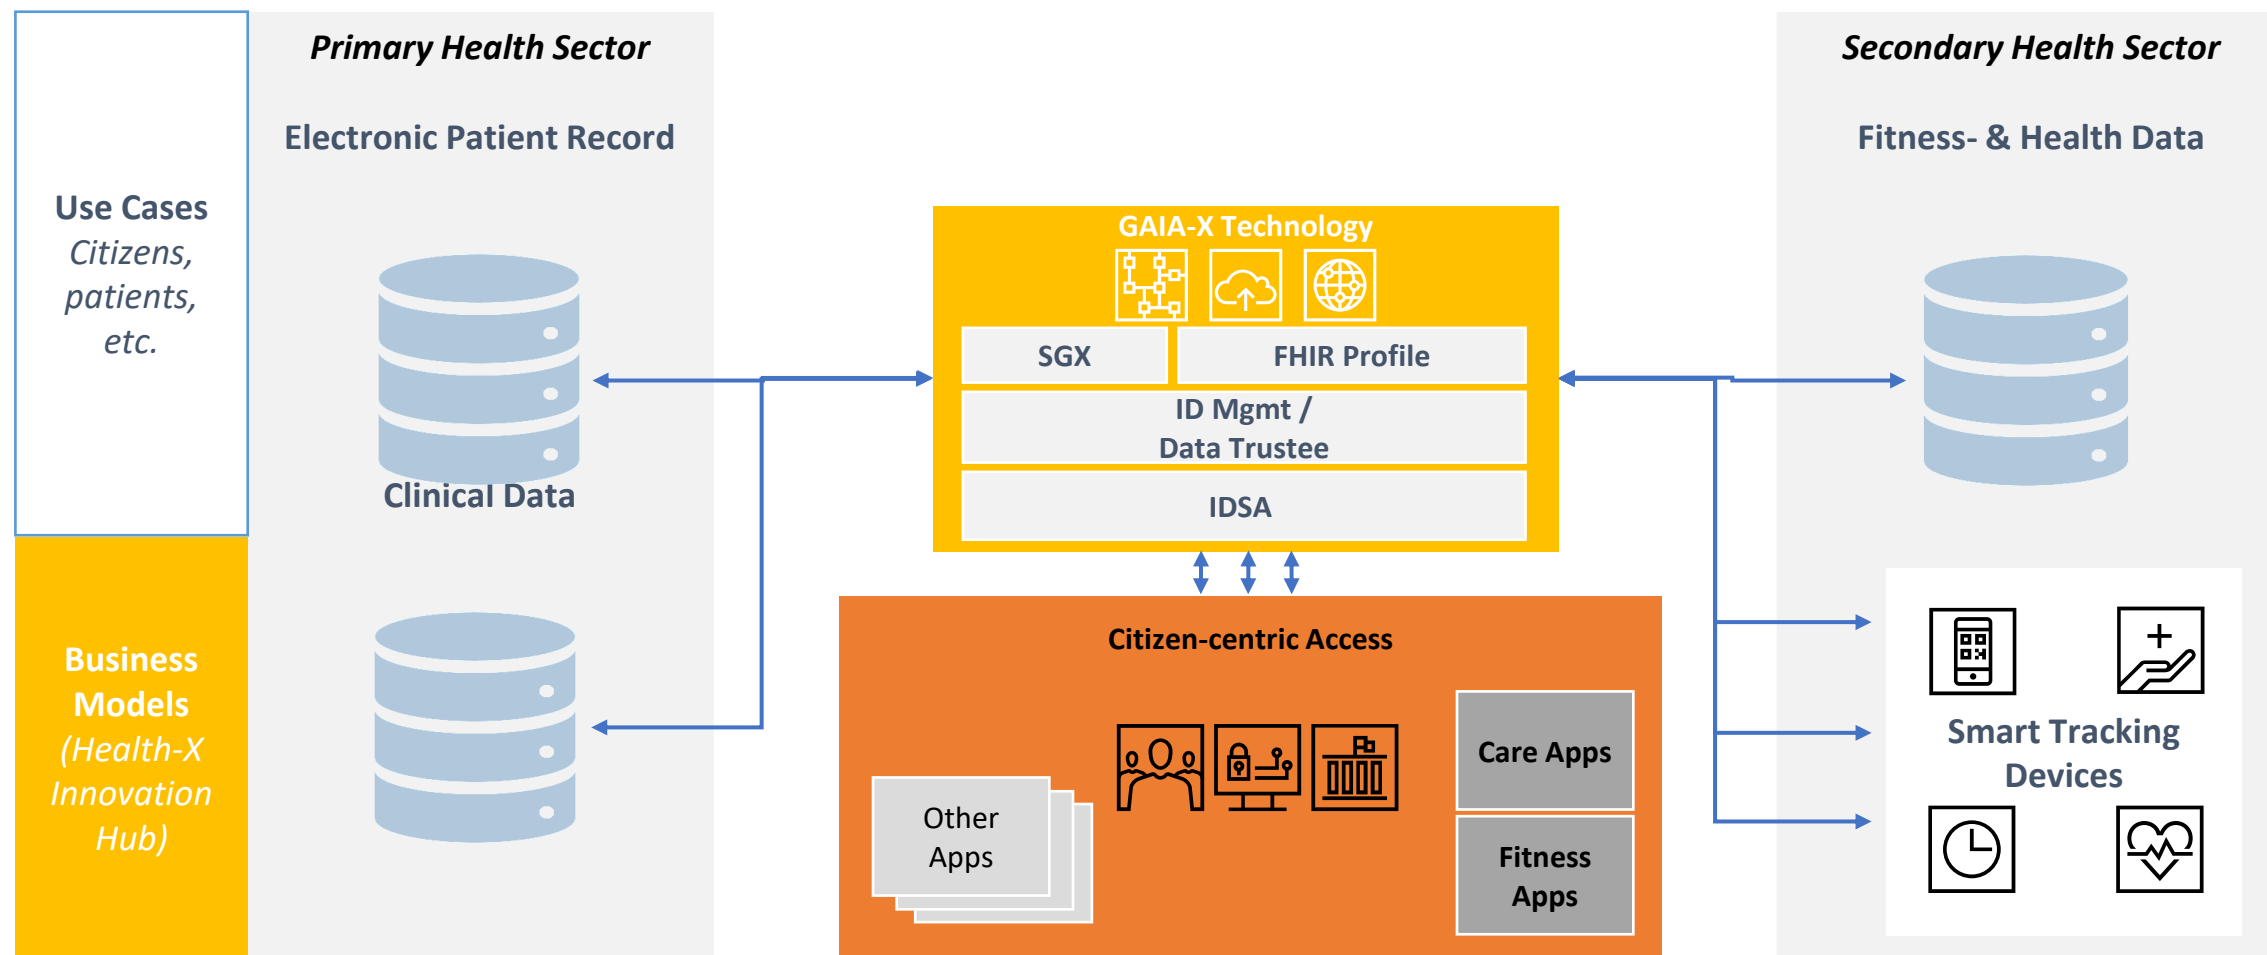 Use Cases
Citizens,
patients,
etc.
Business
Models
(Health-X
Innovation
Hub)
Primary Health Sector
Electronic Patient Record
Clinical Data
GAIA-X Technology
SGX
FHIR Profile
ID Mgmt /
Data Trustee
IDSA
Citizen-centric Access
Other
Apps
Care Apps
Fitness
Apps
Secondary Health Sector
Fitness- & Health Data
Smart Tracking
Devices